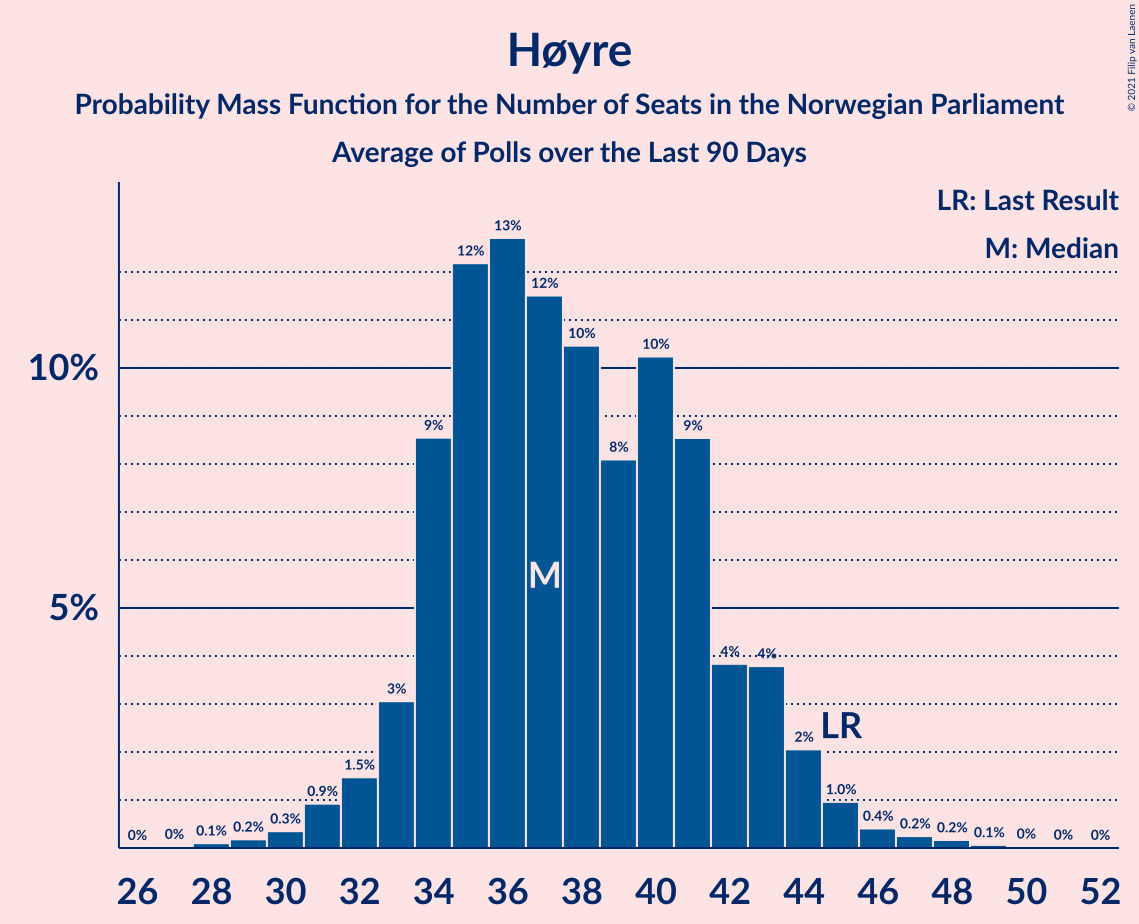 Høyre
Probability Mass Function for the Number of Seats in the Norwegian Parliament
Average of Polls over the Last 90 Days
© 2021 Filip van Laenen
LR: Last Result
M: Median
10%
5%
0% 0% 0.1% 0.2% 0.3% 0.9% 1.5% 3% 9% 12% 13% 12% 10% 8% 10% 9% 4% 4% 2% 1.0% 0.4% 0.2% 0.2% 0.1% 0% 0% 0%
M
LR
26 28 30 32 34 36 38 40 42 44 46 48 50 52